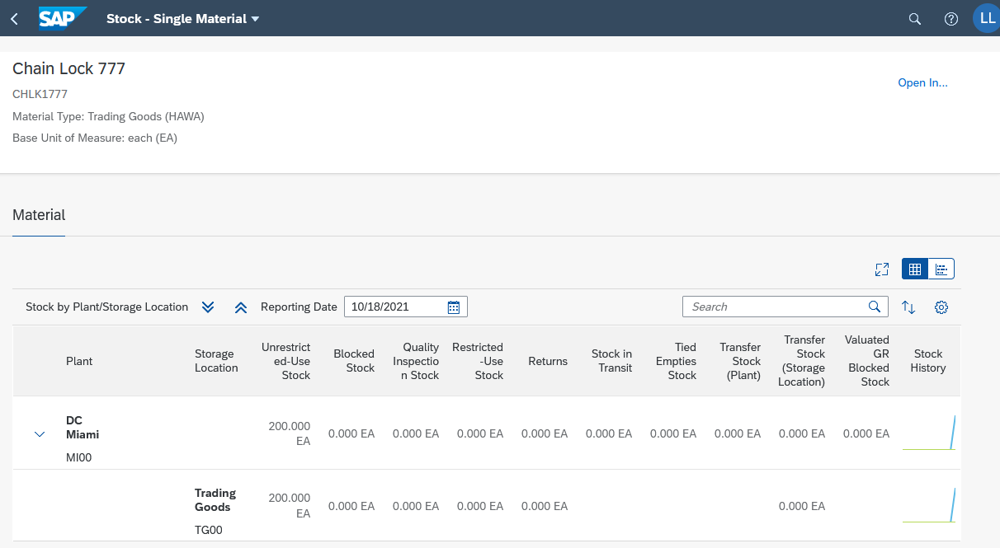 SAP Stock - Single Material LL
Chain Lock 777
CHLK1777
Open In...
Material Type: Trading Goods (HAWA)
Base Unit of Measure: each (EA)
Material
Stock by Plant/Storage Location Reporting Date 10/18/2021 Search
Plant
Storage
Location
Unrestrict
ed-Use
Stock
Blocked
Stock
Quality
Inspectio
n Stock
Restricted
-Use
Stock
Returns
Stock in
Transit
Tied
Empties
Stock
Transfer
Stock
(Plant)
Transfer
Stock
(Storage
Location)
Valuated
GR
Blocked
Stock
Stock
History
DC
Miami
MI00
200.000
EA
0.000 EA 0.000 EA 0.000 EA 0.000 EA 0.000 EA 0.000 EA 0.000 EA 0.000 EA 0.000 EA
Trading
Goods
TG00
200.000
EA
0.000 EA 0.000 EA 0.000 EA 0.000 EA 0.000 EA